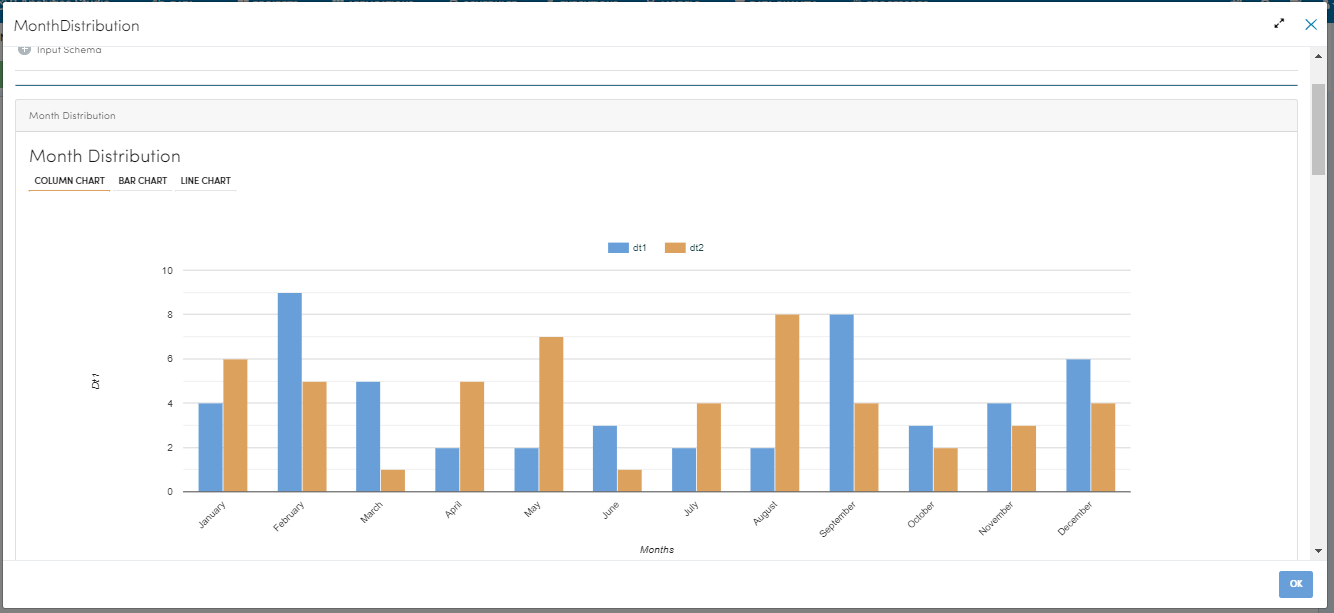 MonthDistribution
Input Schema
Month Distribution
Month Distribution
COLUMN CHART BAR CHART LINE CHART
dt1 dt2
10
8
6
4
2
0
Dt1
January February March April May June July August September October November December
Months
OK